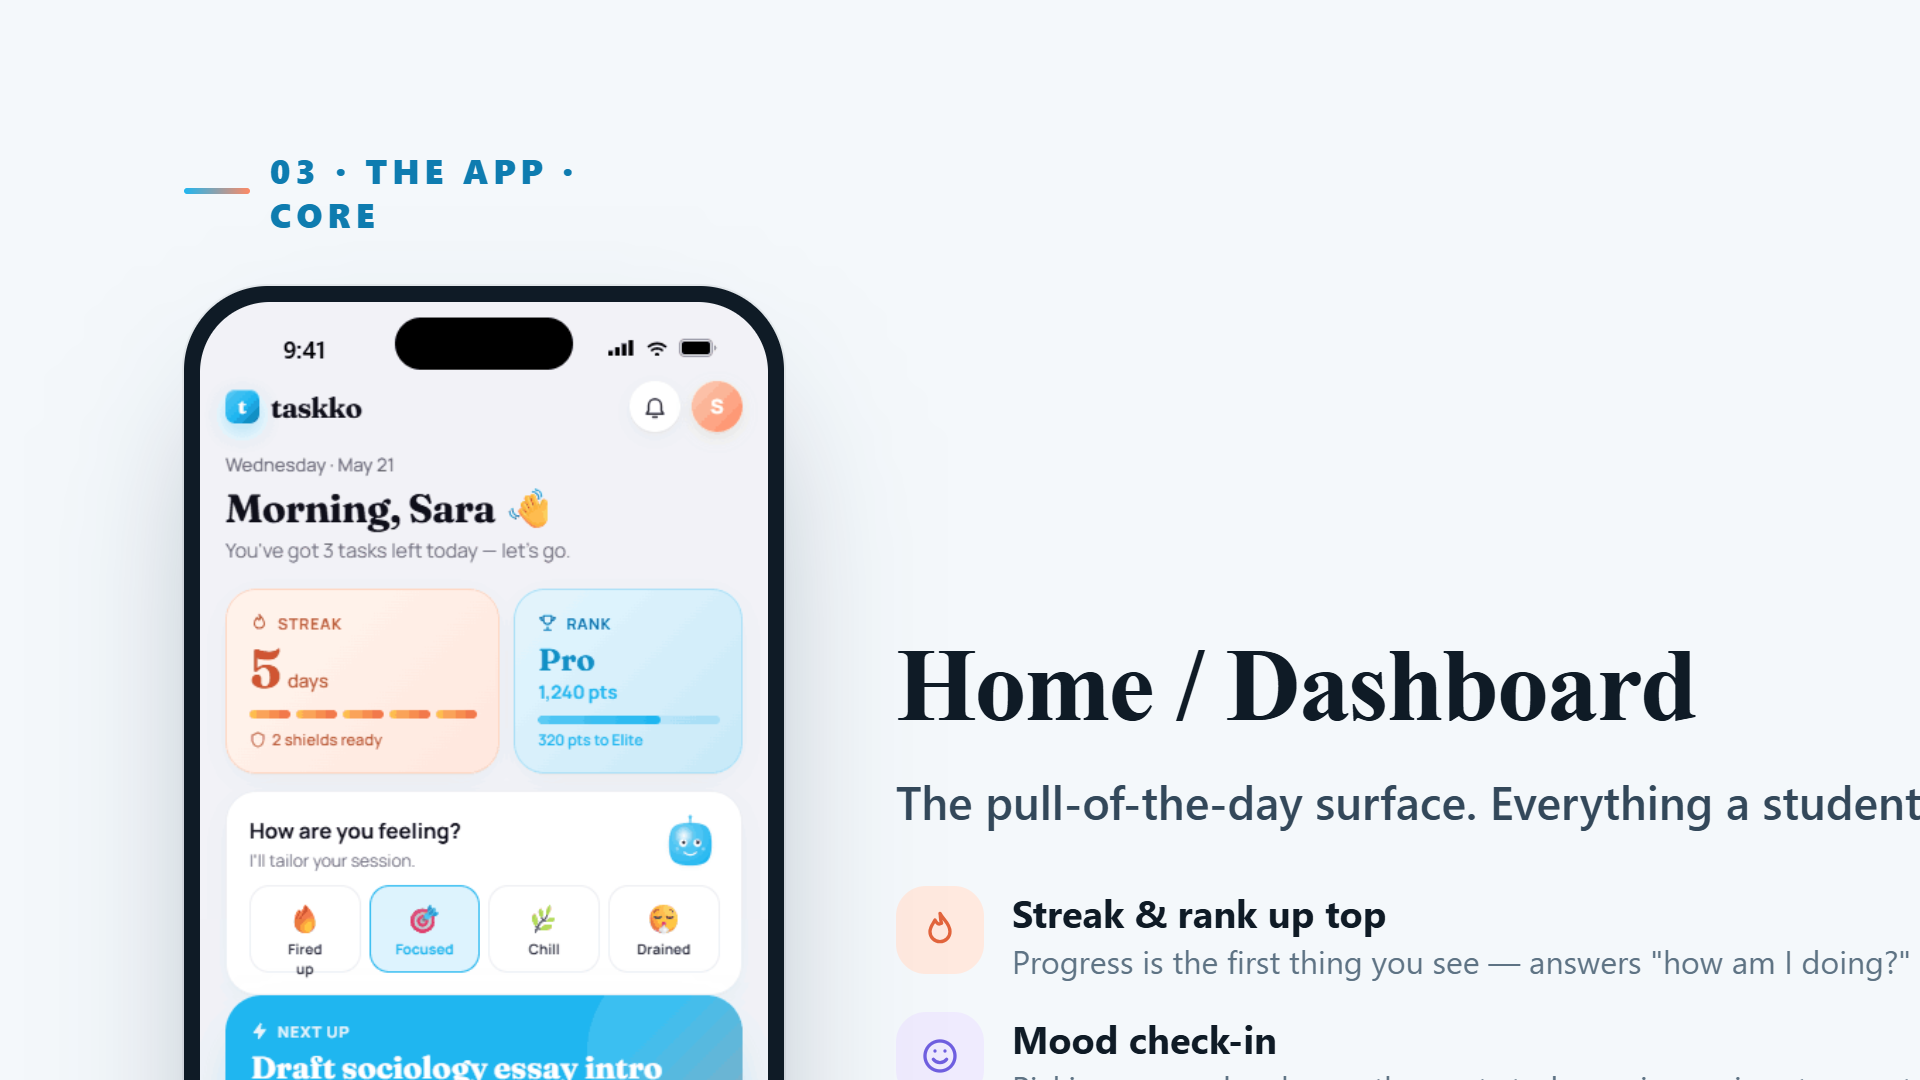 03 · THE APP ·
CORE
9:41
t taskko
S
Wednesday · May 21
Morning, Sara 👋
You've got 3 tasks left today — let's go.
STREAK
5 days
2 shields ready
RANK
Pro
1,240 pts
320 pts to Elite
How are you feeling?
I'll tailor your session.
Fired
up
Focused
Chill
Drained
NEXT UP
Draft sociology essay intro
Home / Dashboard
The pull-of-the-day surface. Everything a student
Streak & rank up top
Progress is the first thing you see — answers "how am I doing?"
Mood check-in